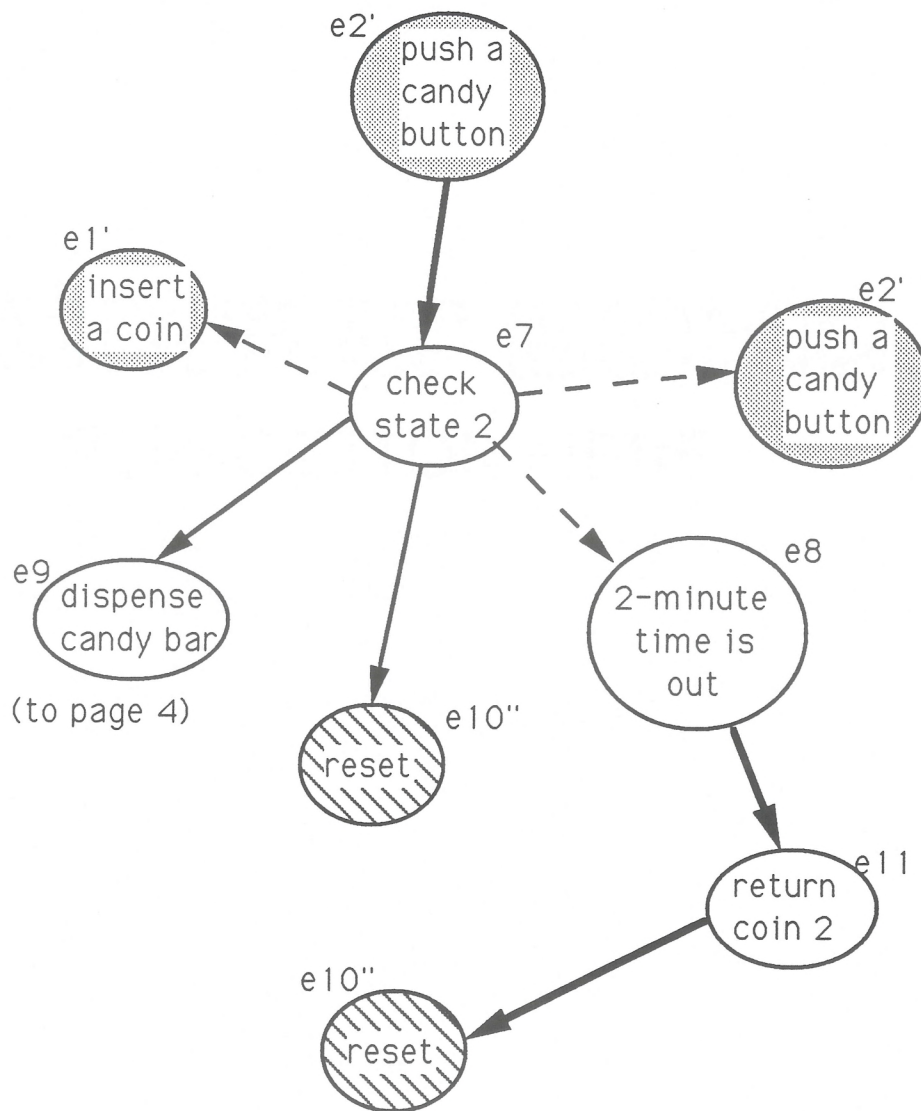 e2'
push a
candy
button
e1'
insert
a coin
e7
check
state 2
e2'
push a
candy
button
e9
dispense
candy bar
(to page 4)
e8
2-minute
time is
out
e10"
reset
e11
return
coin 2
e10"
reset